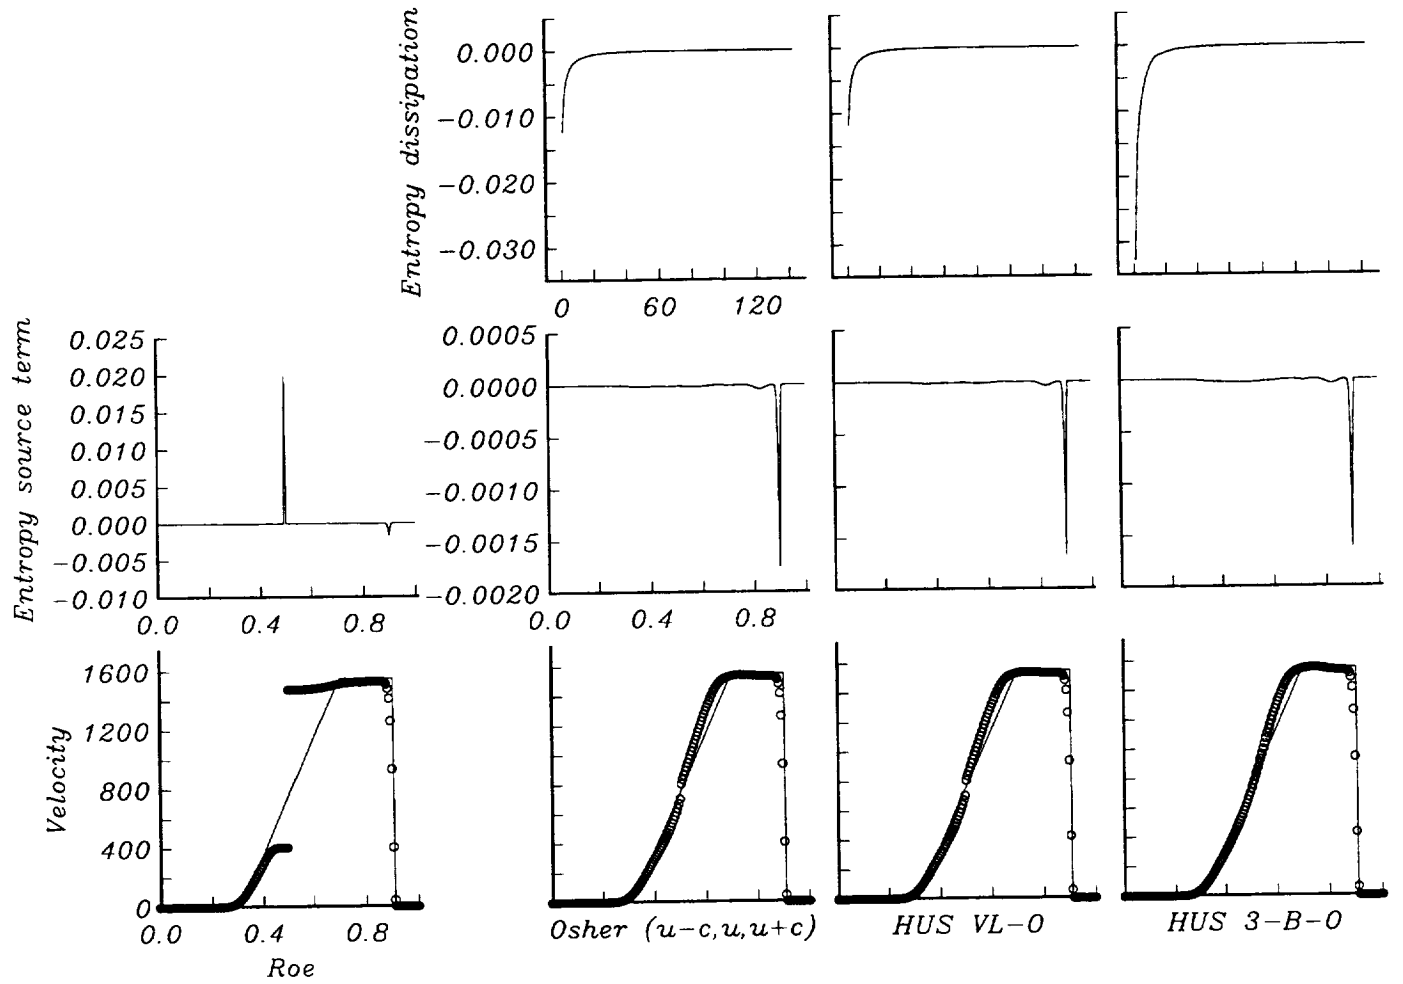 Entropy dissipation
0.000
−0.010
−0.020
−0.030
0 60 120
Entropy source term
0.025
0.020
0.015
0.010
0.005
0.000
−0.005
−0.010
0.0 0.4 0.8
0.0005
0.0000
−0.0005
−0.0010
−0.0015
−0.0020
0.0 0.4 0.8
Velocity
1600
1200
800
400
0
0.0 0.4 0.8
Roe
Osher (u−c,u,u+c)
HUS VL−O
HUS 3−B−O